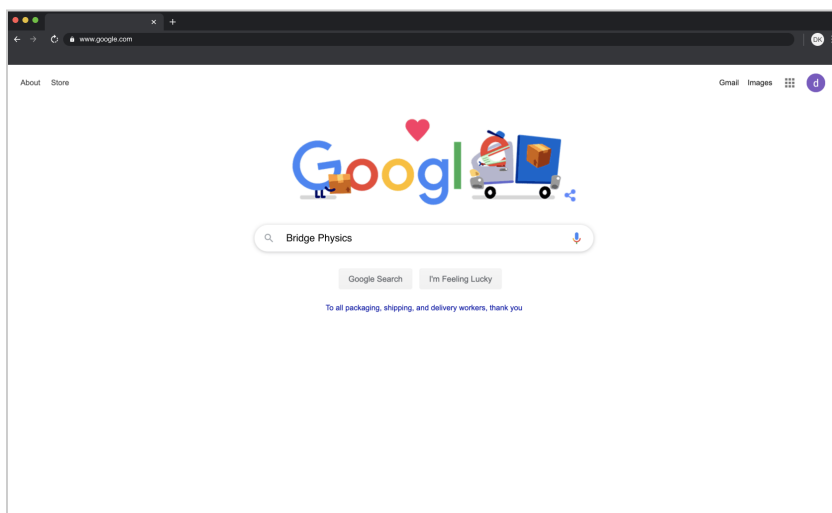 www.google.com
DK
About Store
Gmail Images
d
Google
Bridge Physics
Google Search I'm Feeling Lucky
To all packaging, shipping, and delivery workers, thank you